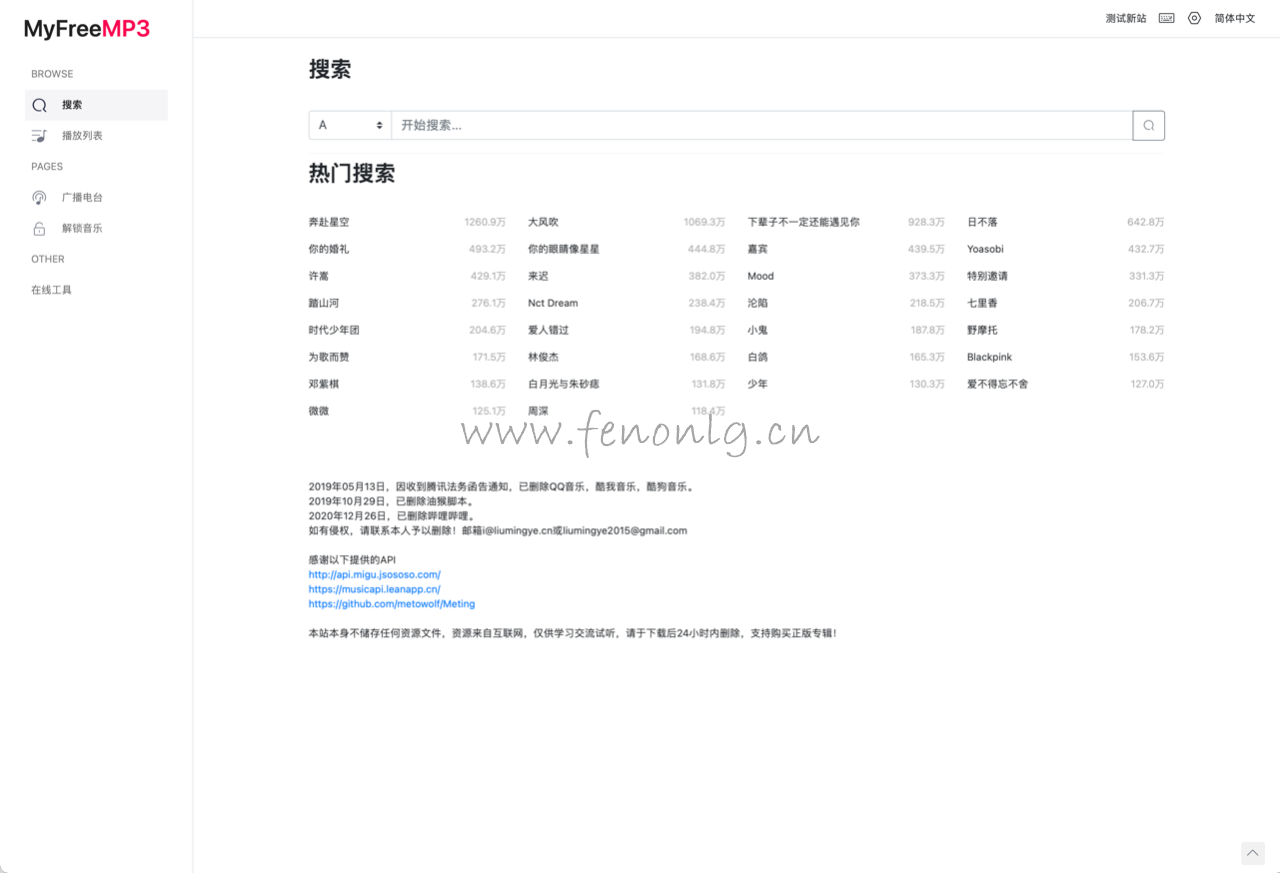 MyFreeMP3
测试新站
简体中文
BROWSE
搜索
播放列表
PAGES
广播电台
解锁音乐
OTHER
在线工具
搜索
A 开始搜索...
热门搜索
奔赴星空 1260.9万 大风吹 1069.3万 下辈子不一定还能遇见你 928.3万 日不落 642.8万
你的婚礼 493.2万 你的眼睛像星星 444.8万 嘉宾 439.5万 Yoasobi 432.7万
许嵩 429.1万 来迟 382.0万 Mood 373.3万 特别邀请 331.3万
踏山河 276.1万 Nct Dream 238.4万 沦陷 218.5万 七里香 206.7万
时代少年团 204.6万 爱人错过 194.8万 小鬼 187.8万 野摩托 178.2万
为歌而赞 171.5万 林俊杰 168.6万 白鸽 165.3万 Blackpink 153.6万
邓紫棋 138.6万 白月光与朱砂痣 131.8万 少年 130.3万 爱不得忘不舍 127.0万
微微 125.1万 周深 118.4万
www.fenonlg.cn
2019年05月13日，因收到腾讯法务函告通知，已删除QQ音乐，酷我音乐，酷狗音乐。
2019年10月29日，已删除油猴脚本。
2020年12月26日，已删除哔哩哔哩。
如有侵权，请联系本人予以删除！邮箱i@liumingye.cn或liumingye2015@gmail.com
感谢以下提供的API
http://api.migu.jsososo.com/
https://musicapi.leanapp.cn/
https://github.com/metowolf/Meting
本站本身不储存任何资源文件，资源来自互联网，仅供学习交流试听，请于下载后24小时内删除，支持购买正版专辑！